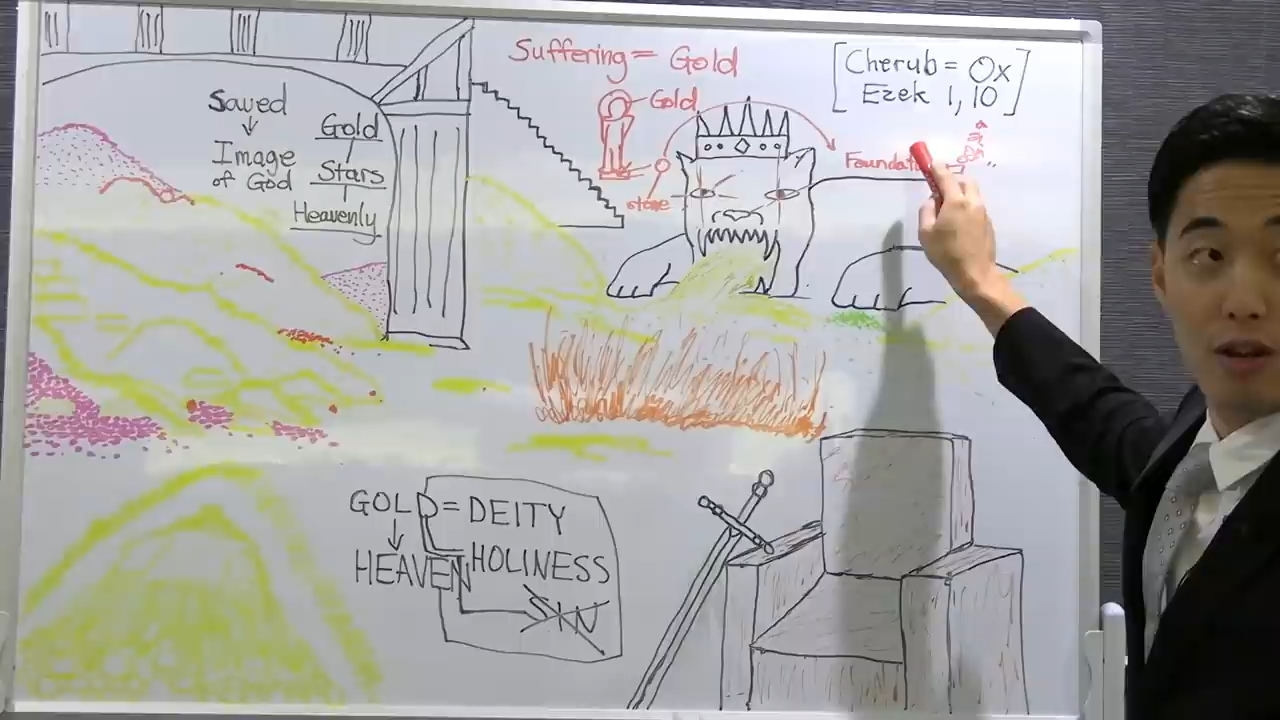 Suffering = Gold
[Cherub = Ox
Ezek 1, 10]
Saved
Image
of God
Gold
Stars
Heavenly
Gold
stone
GOLD = DEITY
HEAVEN
HOLINESS
SIN